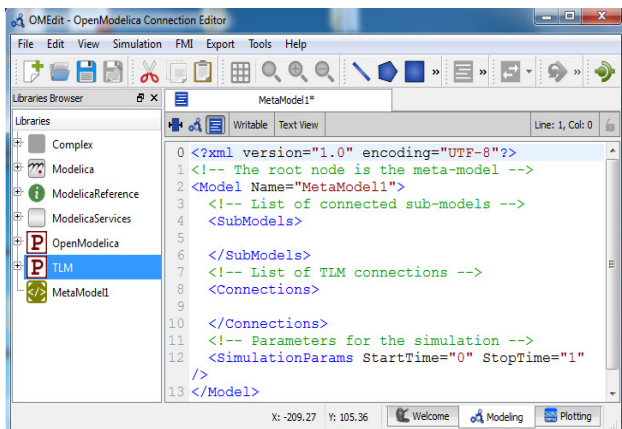 OMEdit - OpenModelica Connection Editor
File Edit View Simulation FMI Export Tools Help
» » »
Libraries Browser
MetaModel1*
Libraries
Writable Text View Line: 1, Col: 0
Complex
Modelica
i ModelicaReference
ModelicaServices
P OpenModelica
P TLM
</> MetaModel1
0 <?xml version="1.0" encoding="UTF-8"?>
1 <!-- The root node is the meta-model -->
2 <Model Name="MetaModel1">
3 <!-- List of connected sub-models -->
4 <SubModels>
5
6 </SubModels>
7 <!-- List of TLM connections -->
8 <Connections>
9
10 </Connections>
11 <!-- Parameters for the simulation -->
12 <SimulationParams StartTime="0" StopTime="1"
/>
13 </Model>
X: -209.27 Y: 105.36 Welcome Modeling Plotting